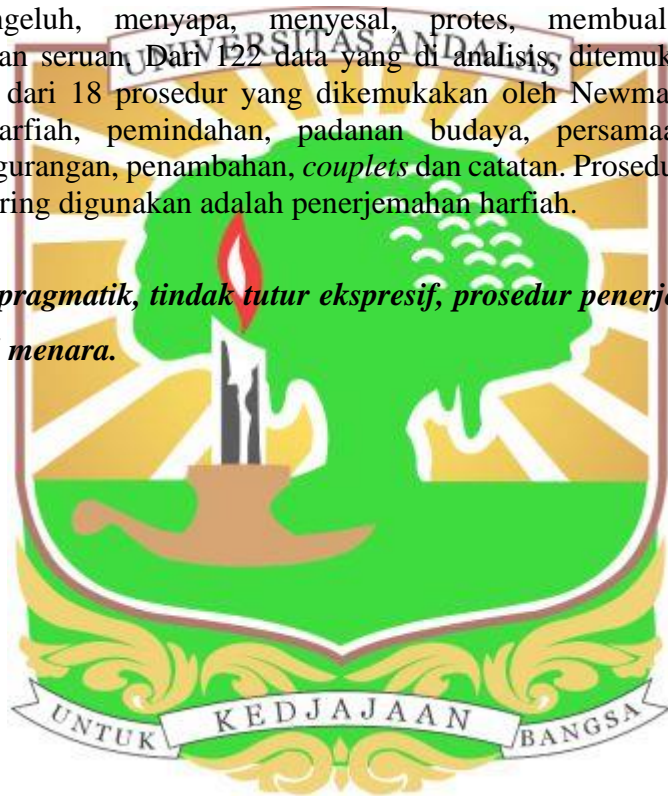 ngeluh, menyapa, menyesal, protes, membual
an seruan. Dari 122 data yang di analisis, ditemuk
dari 18 prosedur yang dikemukakan oleh Newma
arfiah, pemindahan, padanan budaya, persamaa
gurangan, penambahan, couplets dan catatan. Prosedu
ring digunakan adalah penerjemahan harfiah.
pragmatik, tindak tutur ekspresif, prosedur penerje
menara.
UNIVERSITAS ANDALAS
UNTUK KEDJAJAAN BANGSA